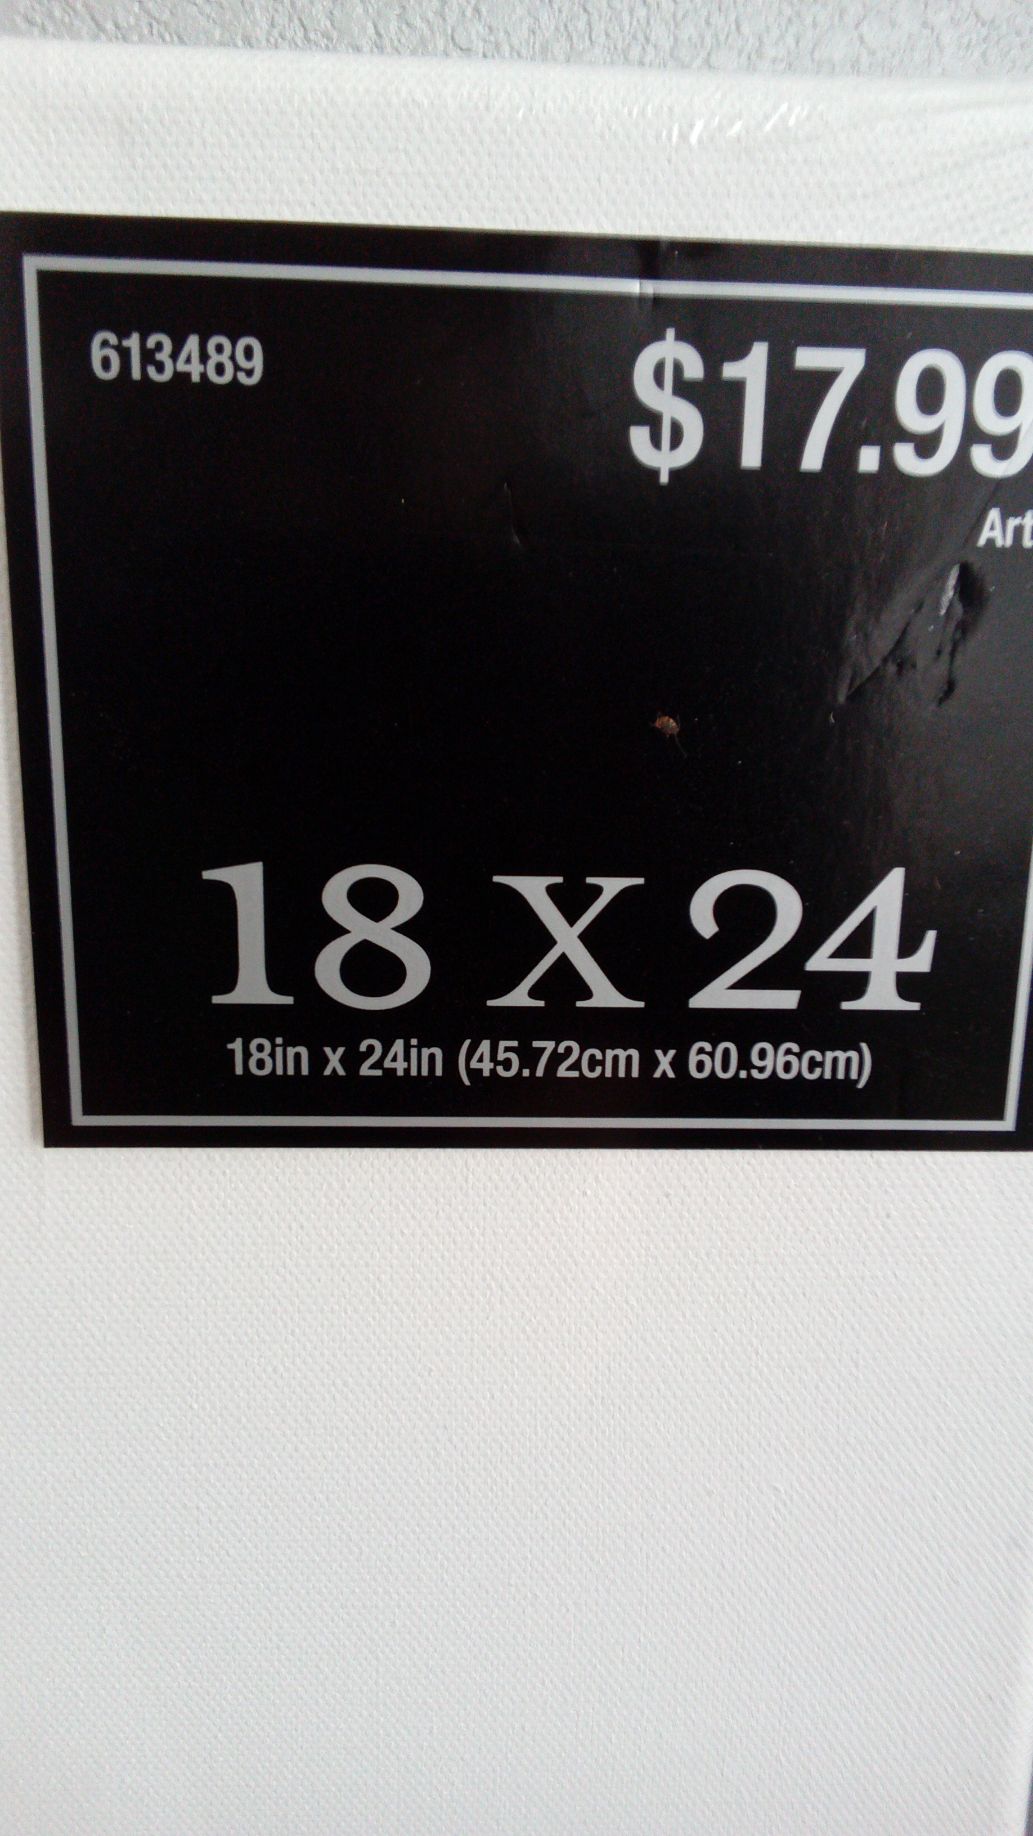 613489
$17.99
Art
18 X 24
18in x 24in (45.72cm x 60.96cm)